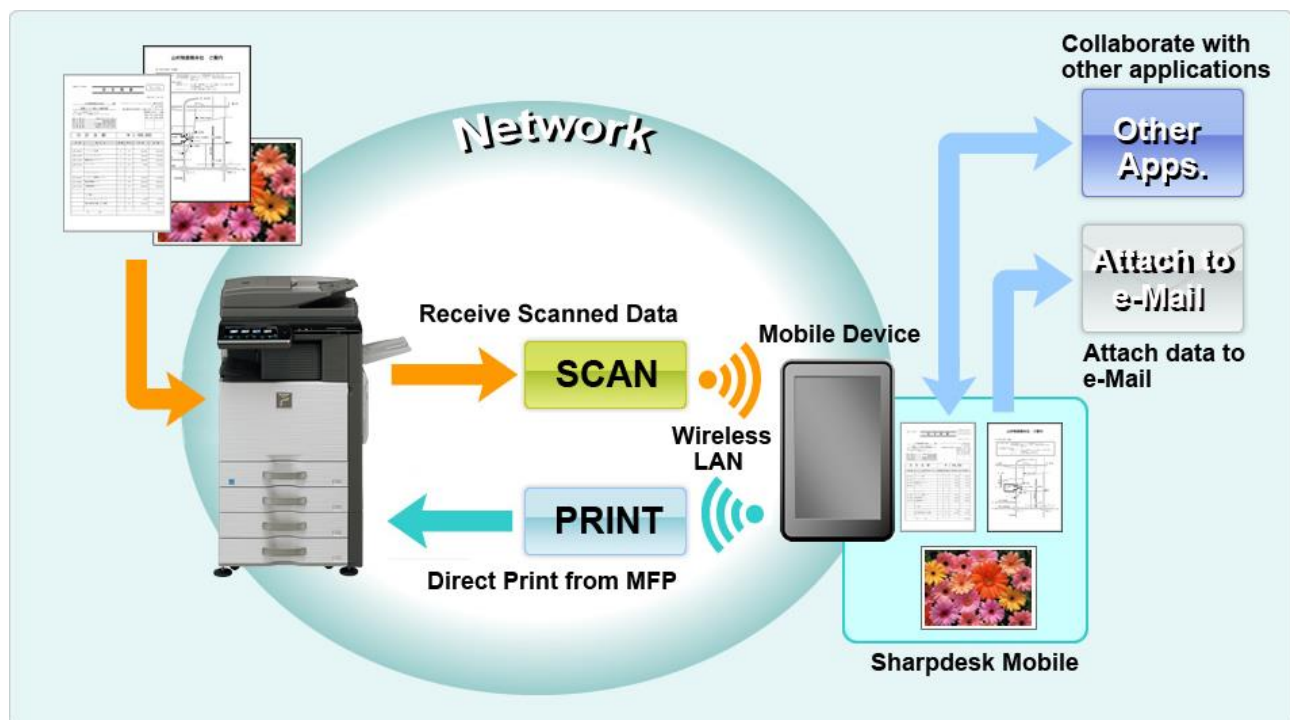 Collaborate with
other applications
Network
Other
Apps.
Attach to
e-Mail
Attach data to
e-Mail
Receive Scanned Data
SCAN
Mobile Device
Wireless
LAN
PRINT
Direct Print from MFP
Sharpdesk Mobile